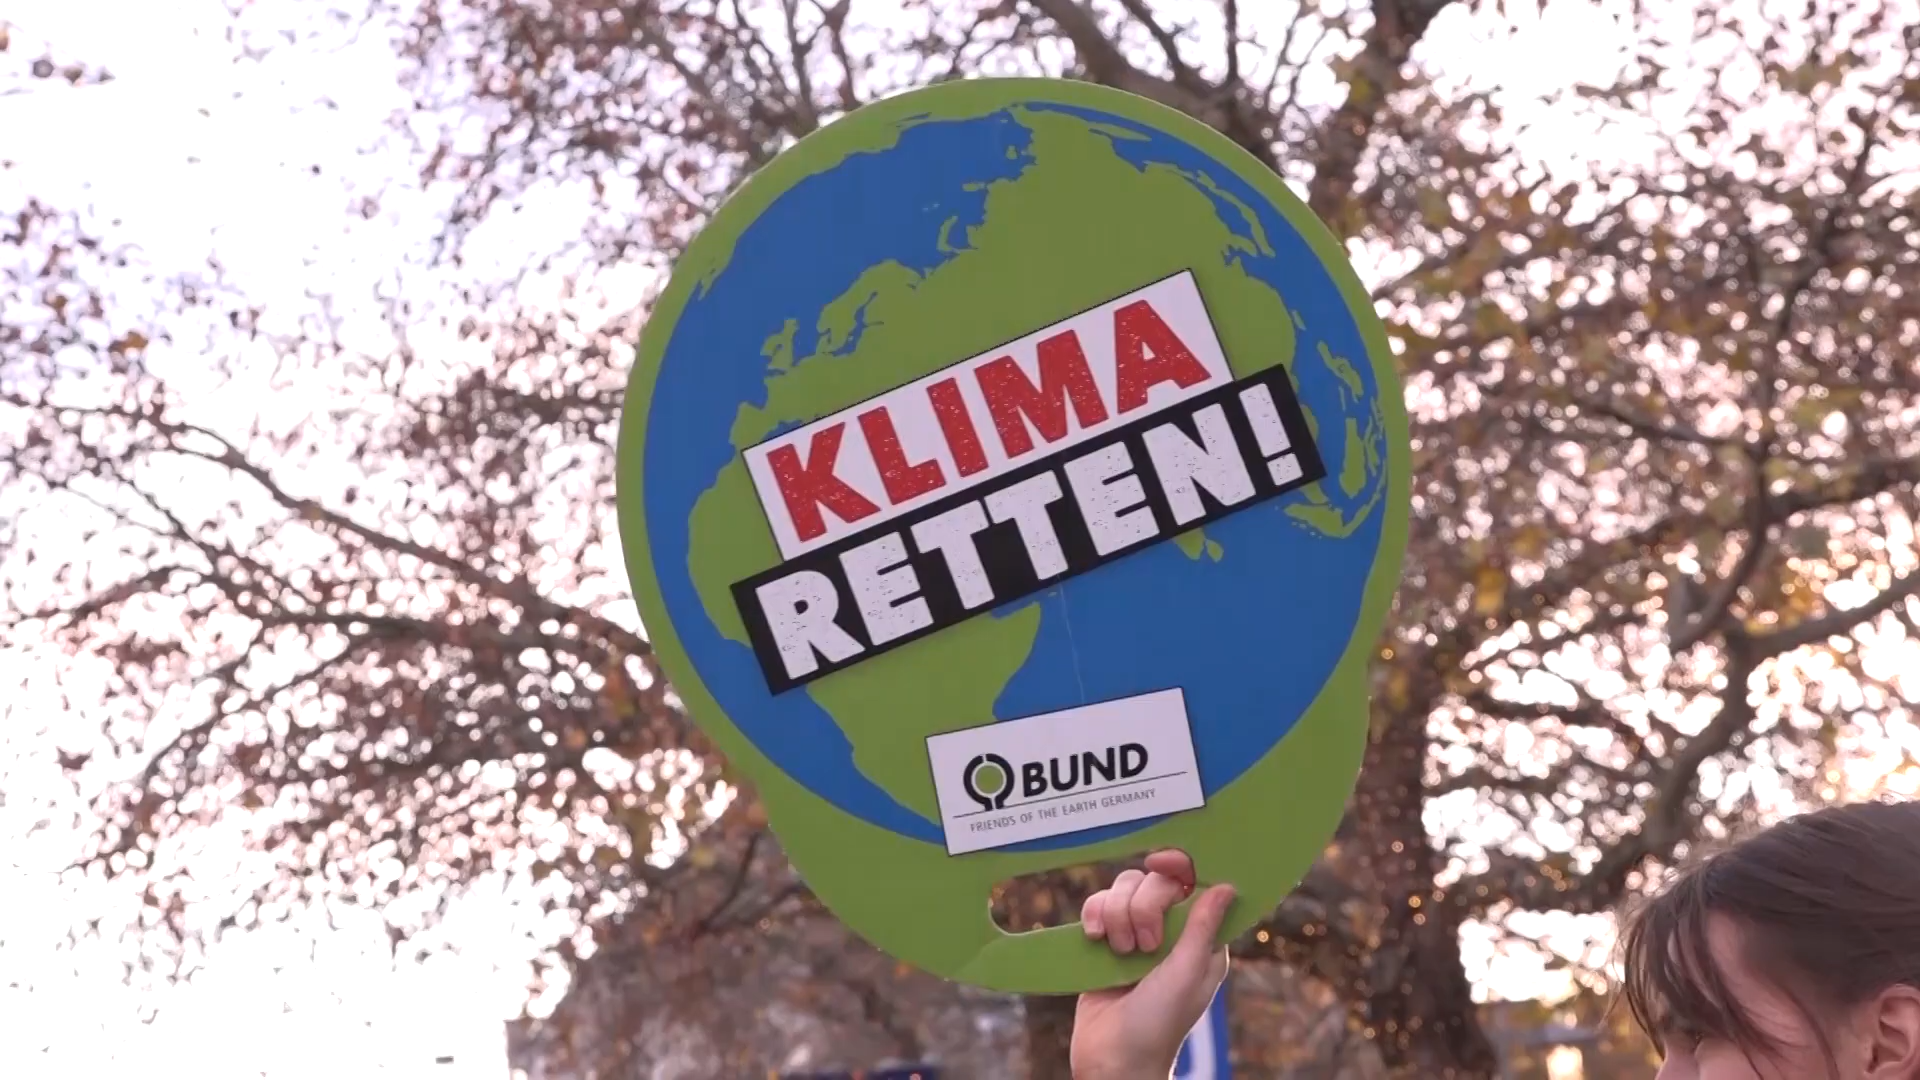 KLIMA
RETTEN!
BUND
FRIENDS OF THE EARTH GERMANY